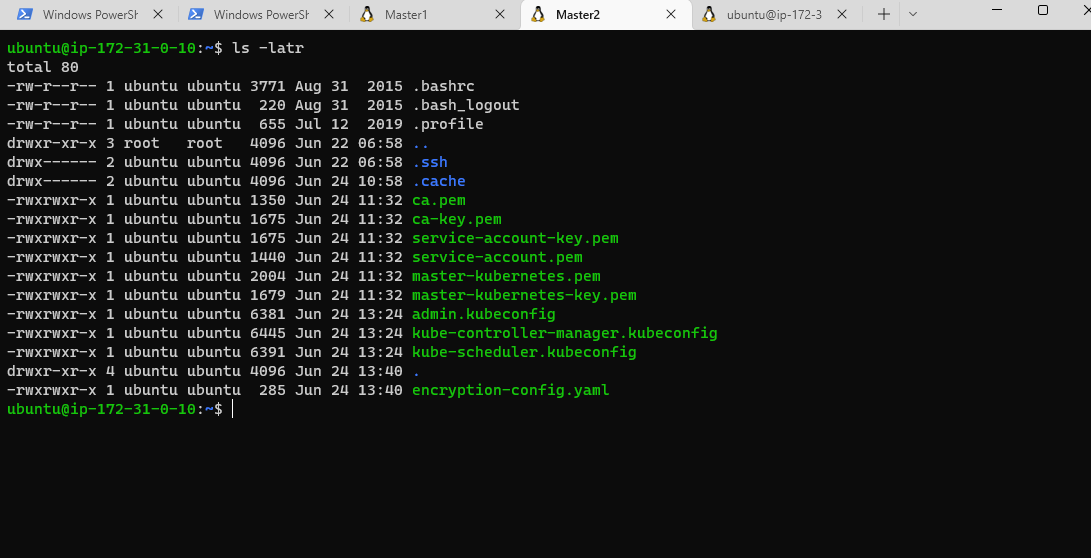 Windows PowerSh Windows PowerSh Master1 Master2 ubuntu@ip-172-3
ubuntu@ip-172-31-0-10:~$ ls -latr
total 80
-rw-r--r-- 1 ubuntu ubuntu 3771 Aug 31  2015 .bashrc
-rw-r--r-- 1 ubuntu ubuntu  220 Aug 31  2015 .bash_logout
-rw-r--r-- 1 ubuntu ubuntu  655 Jul 12  2019 .profile
drwxr-xr-x 3 root   root   4096 Jun 22 06:58 ..
drwx------ 2 ubuntu ubuntu 4096 Jun 22 06:58 .ssh
drwx------ 2 ubuntu ubuntu 4096 Jun 24 10:58 .cache
-rwxrwxr-x 1 ubuntu ubuntu 1350 Jun 24 11:32 ca.pem
-rwxrwxr-x 1 ubuntu ubuntu 1675 Jun 24 11:32 ca-key.pem
-rwxrwxr-x 1 ubuntu ubuntu 1675 Jun 24 11:32 service-account-key.pem
-rwxrwxr-x 1 ubuntu ubuntu 1440 Jun 24 11:32 service-account.pem
-rwxrwxr-x 1 ubuntu ubuntu 2004 Jun 24 11:32 master-kubernetes.pem
-rwxrwxr-x 1 ubuntu ubuntu 1679 Jun 24 11:32 master-kubernetes-key.pem
-rwxrwxr-x 1 ubuntu ubuntu 6381 Jun 24 13:24 admin.kubeconfig
-rwxrwxr-x 1 ubuntu ubuntu 6445 Jun 24 13:24 kube-controller-manager.kubeconfig
-rwxrwxr-x 1 ubuntu ubuntu 6391 Jun 24 13:24 kube-scheduler.kubeconfig
drwxr-xr-x 4 ubuntu ubuntu 4096 Jun 24 13:40 .
-rwxrwxr-x 1 ubuntu ubuntu  285 Jun 24 13:40 encryption-config.yaml
ubuntu@ip-172-31-0-10:~$